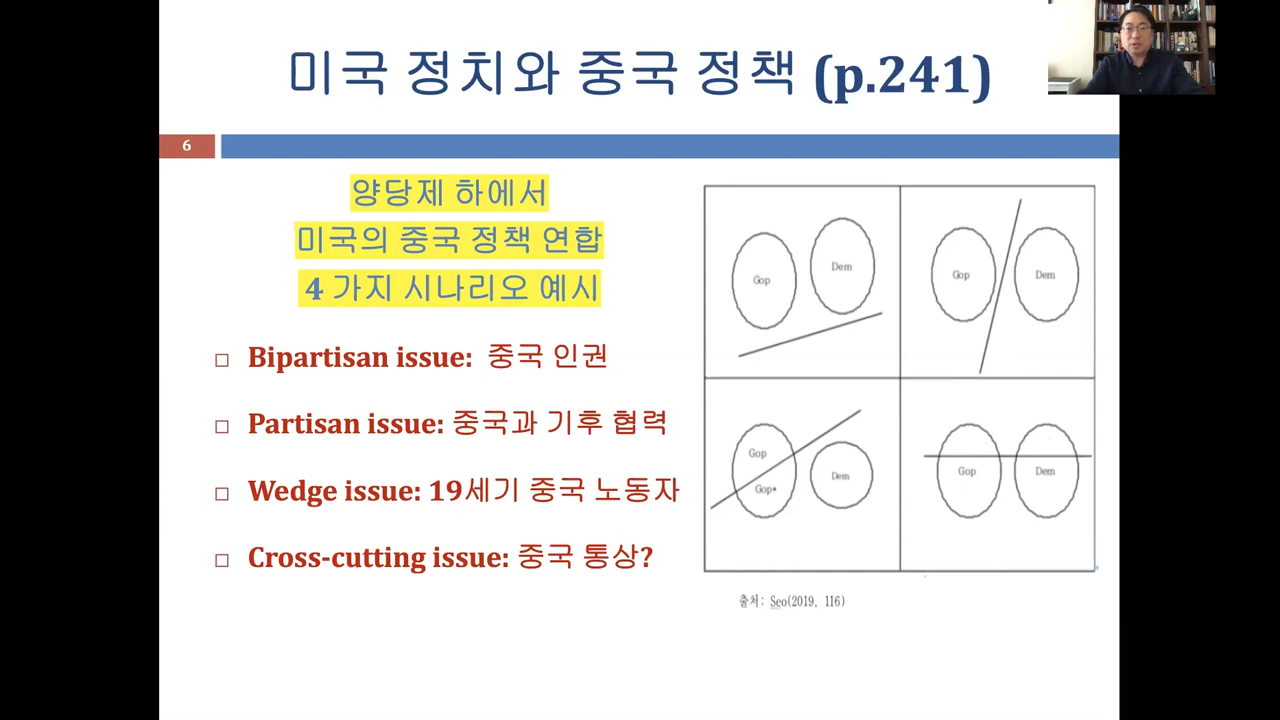 미국 정치와 중국 정책 (p.241)
6
양당제 하에서
미국의 중국 정책 연합
4 가지 시나리오 예시
□ Bipartisan issue: 중국 인권
□ Partisan issue: 중국과 기후 협력
□ Wedge issue: 19세기 중국 노동자
□ Cross-cutting issue: 중국 통상?
Gop
Dem
Gop
Dem
Gop
Gop*
Dem
Gop
Dem
출처: Seo(2019, 116)